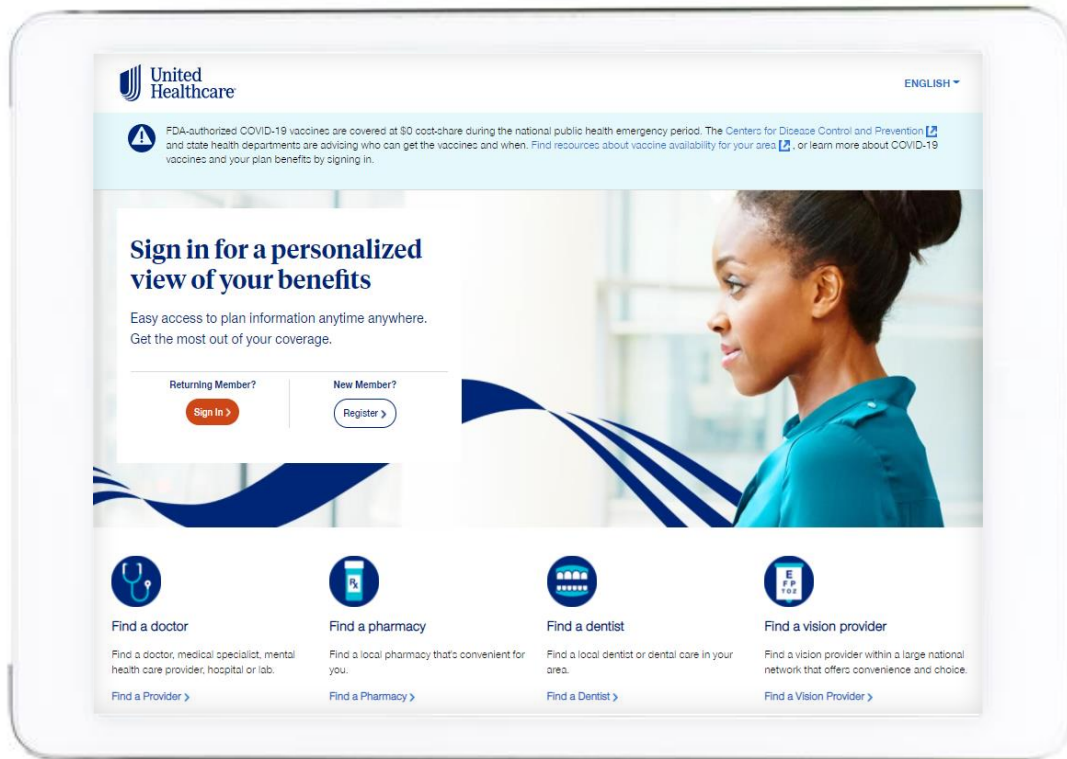 United
Healthcare
ENGLISH
FDA-authorized COVID-19 vaccines are covered at $0 cost-share during the national public health emergency period. The Centers for Disease Control and Prevention
and state health departments are advising who can get the vaccines and when. Find resources about vaccine availability for your area , or learn more about COVID-19
vaccines and your plan benefits by signing in.
Sign in for a personalized
view of your benefits
Easy access to plan information anytime anywhere.
Get the most out of your coverage.
Returning Member?
New Member?
Sign In >
Register >
E
F P
T O Z
Rx
Find a doctor
Find a pharmacy
Find a dentist
Find a vision provider
Find a doctor, medical specialist, mental
health care provider, hospital or lab.
Find a local pharmacy that's convenient for
you.
Find a local dentist or dental care in your
area.
Find a vision provider within a large national
network that offers convenience and choice.
Find a Provider >
Find a Pharmacy >
Find a Dentist >
Find a Vision Provider >